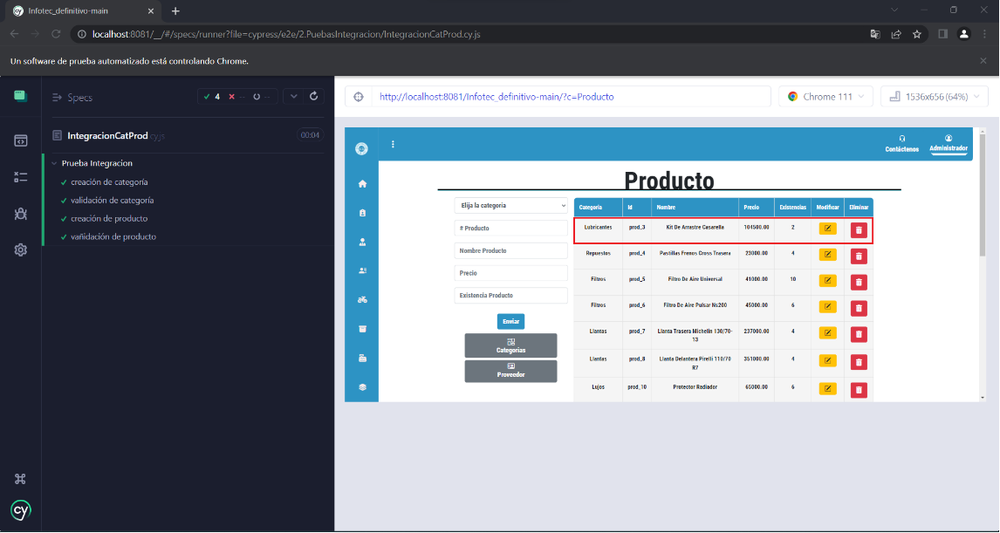 Infotec_definitivo-main
localhost:8081/__/#/specs/runner?file=cypress/e2e/2.PuebasIntegracion/IntegracionCatProd.cy.js
Un software de prueba automatizado está controlando Chrome.
Specs
4 -- --
IntegracionCatProd.cy.js 00:04
Prueba Integracion
creación de categoría
validación de categoría
creación de producto
vañidación de producto
cy
http://localhost:8081/Infotec_definitivo-main/?c=Producto
Chrome 111
1536x656 (64%)
Contáctenos Administrador
Producto
Elija la categoria
# Producto
Nombre Producto
Precio
Existencia Producto
Enviar
Categorias
Proveedor
Categoria Id Nombre Precio Existencias Modificar Eliminar
Lubricantes prod_3 Kit De Arrastre Casarella 104500.00 2
Repuestos prod_4 Pastillas Frenos Cross Trasera 23000.00 4
Filtros prod_5 Filtro De Aire Universal 41000.00 10
Filtros prod_6 Filtro De Aire Pulsar Ns200 45000.00 6
Llantas prod_7 Llanta Trasera Michelin 130/70-13 237000.00 4
Llantas prod_8 Llanta Delantera Pirelli 110/70 R7 351000.00 4
Lujos prod_10 Protector Radiador 65000.00 6